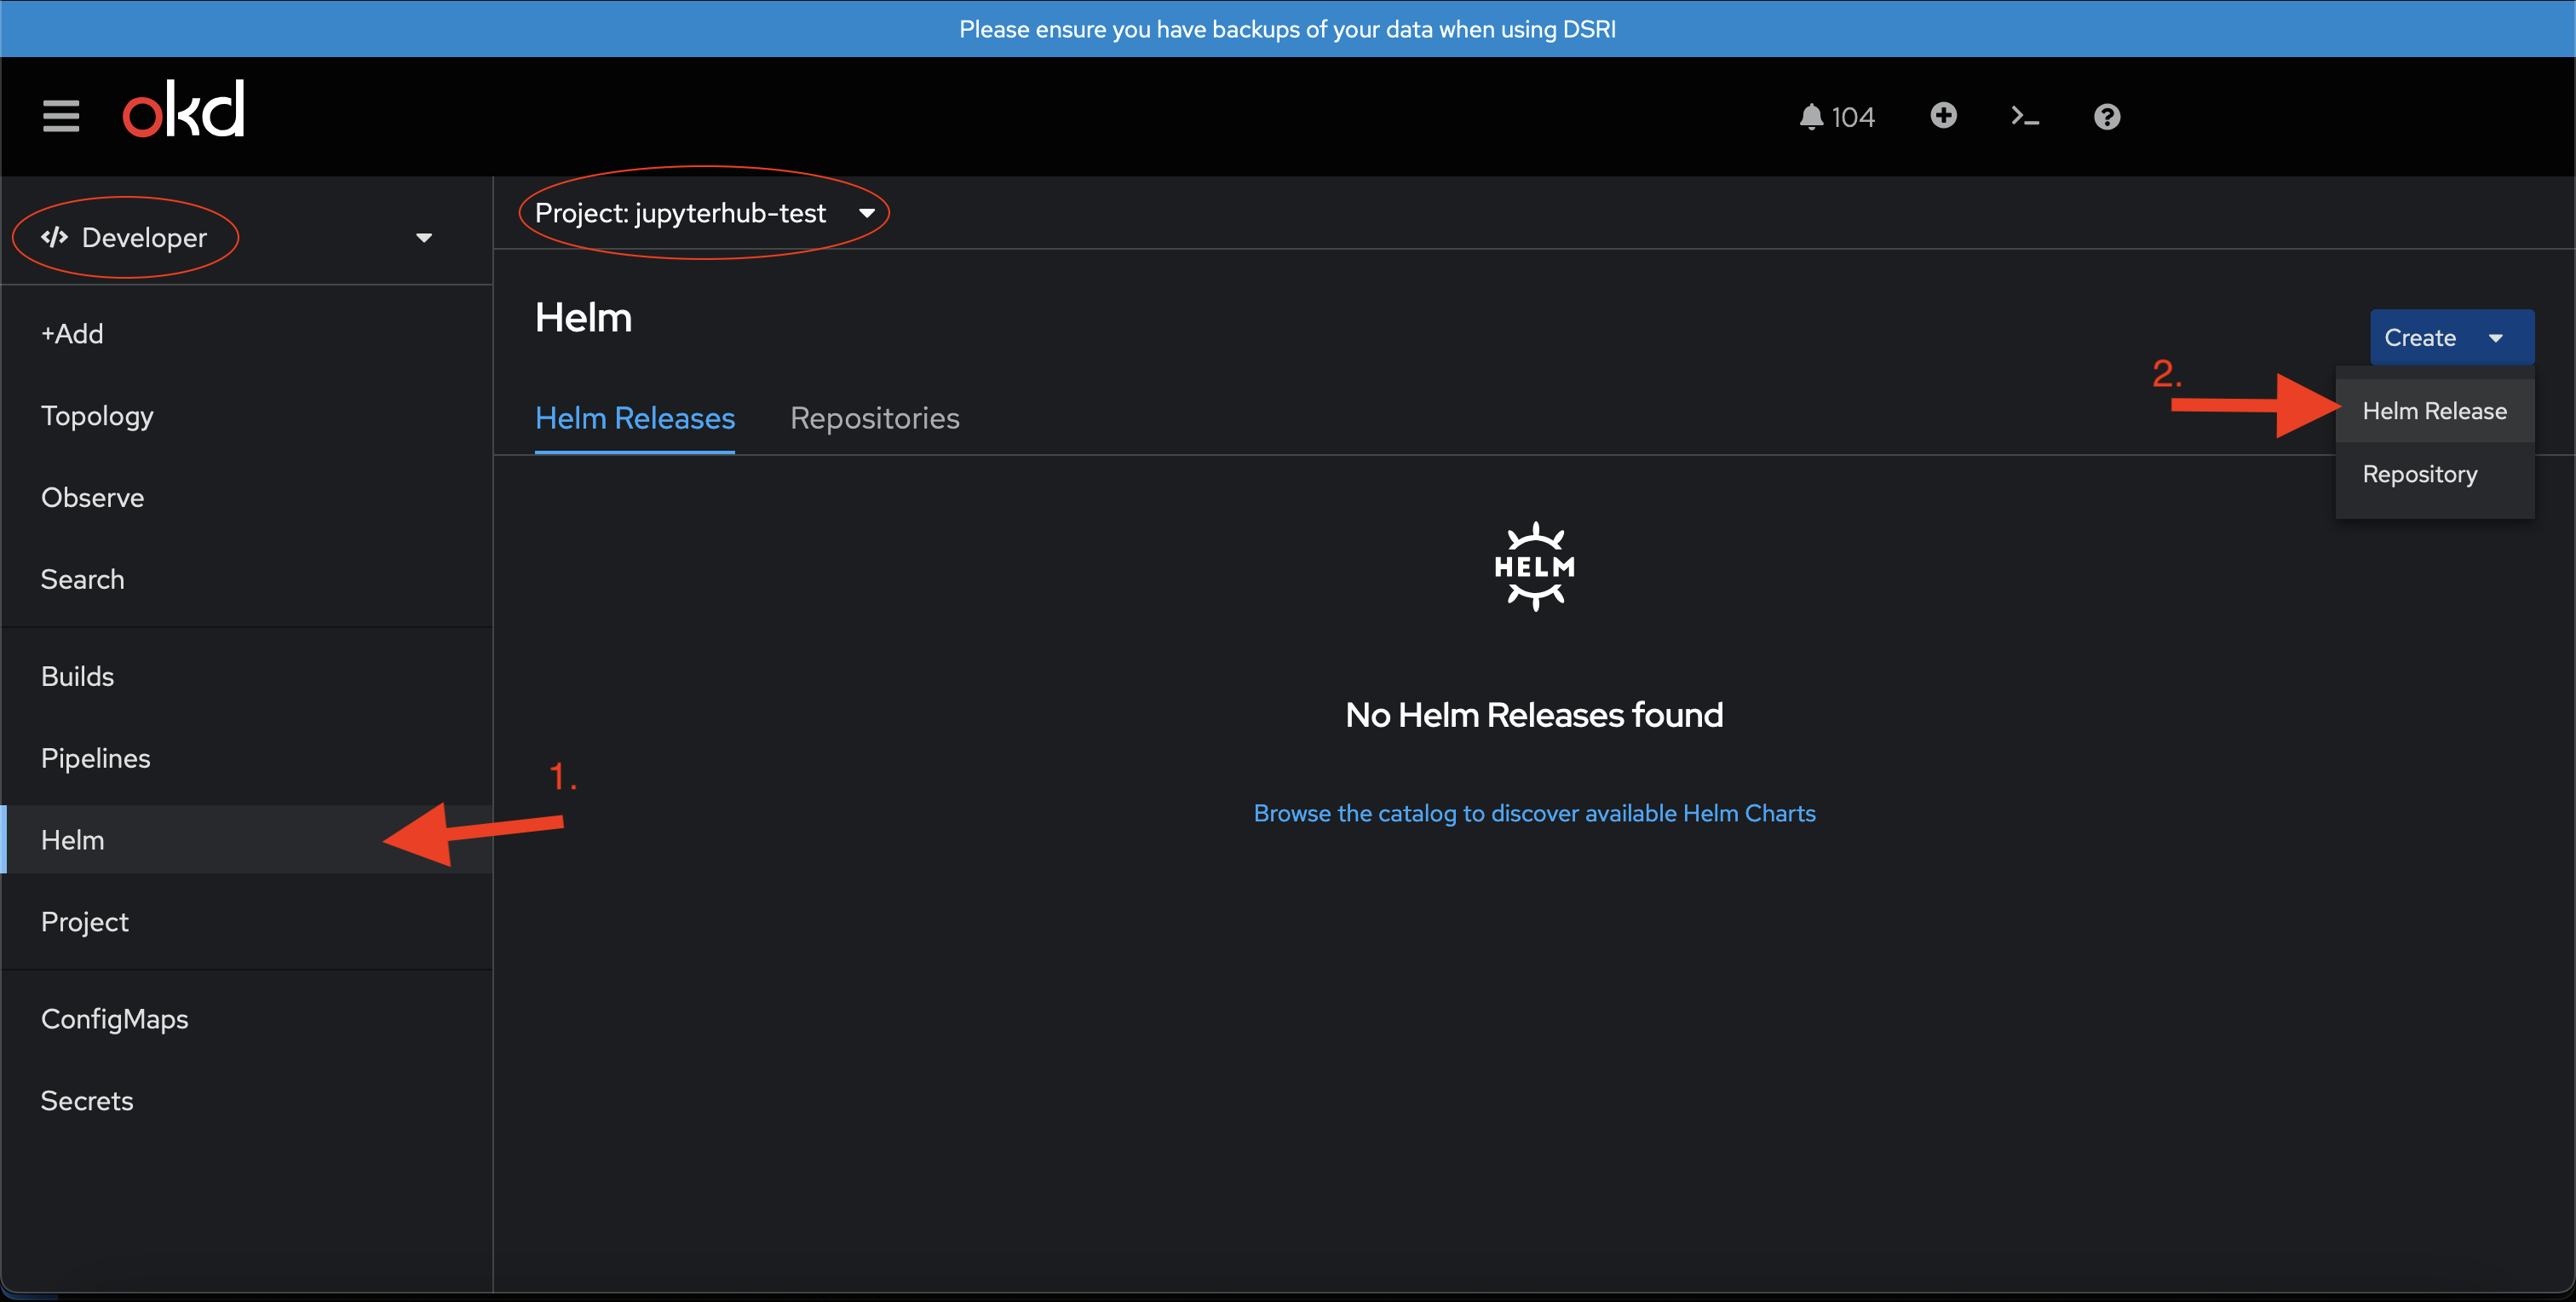 Please ensure you have backups of your data when using DSRI
okd
104
Developer
Project: jupyterhub-test
+Add
Topology
Observe
Search
Builds
Pipelines
Helm
Project
ConfigMaps
Secrets
1.
Helm
Create
2.
Helm Release
Repository
Helm Releases
Repositories
HELM
No Helm Releases found
Browse the catalog to discover available Helm Charts